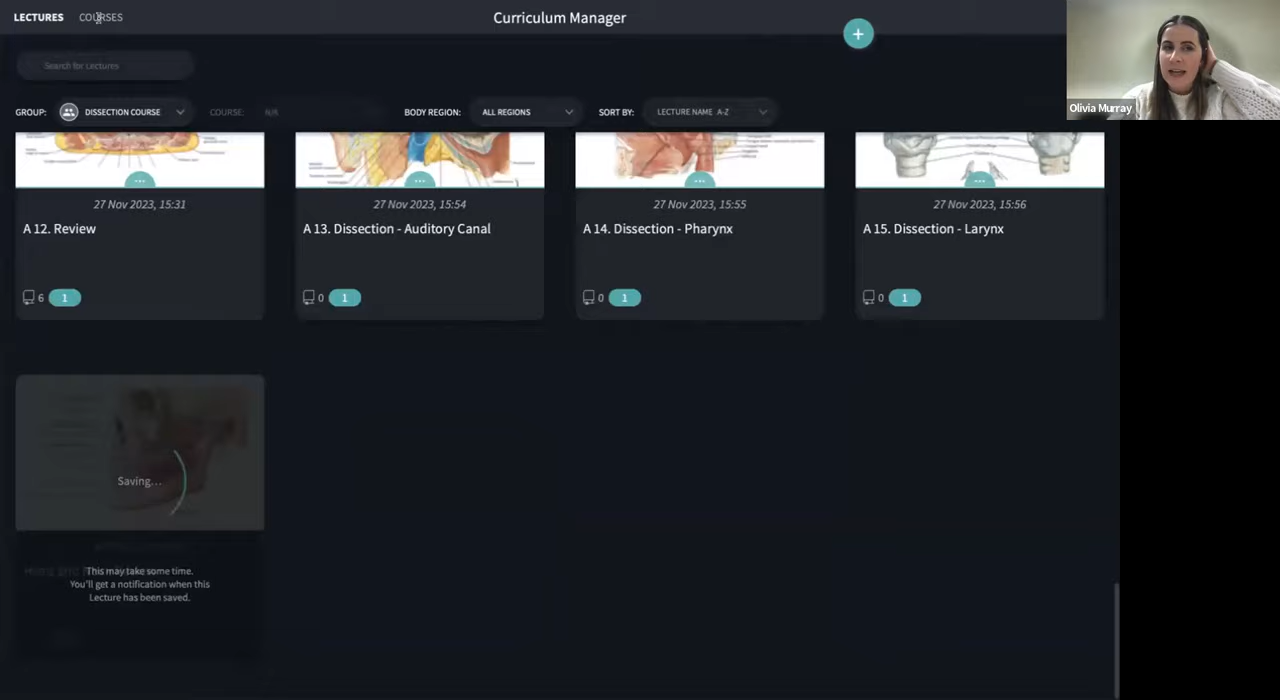 LECTURES COURSES Curriculum Manager
+
Olivia Murray
Search for Lectures
GROUP: DISSECTION COURSE COURSE: N/A BODY REGION: ALL REGIONS SORT BY: LECTURE NAME A-Z
27 Nov 2023, 15:31
A 12. Review
6 1
27 Nov 2023, 15:54
A 13. Dissection - Auditory Canal
0 1
27 Nov 2023, 15:55
A 14. Dissection - Pharynx
0 1
27 Nov 2023, 15:56
A 15. Dissection - Larynx
0 1
Saving...
This may take some time.
You'll get a notification when this
Lecture has been saved.